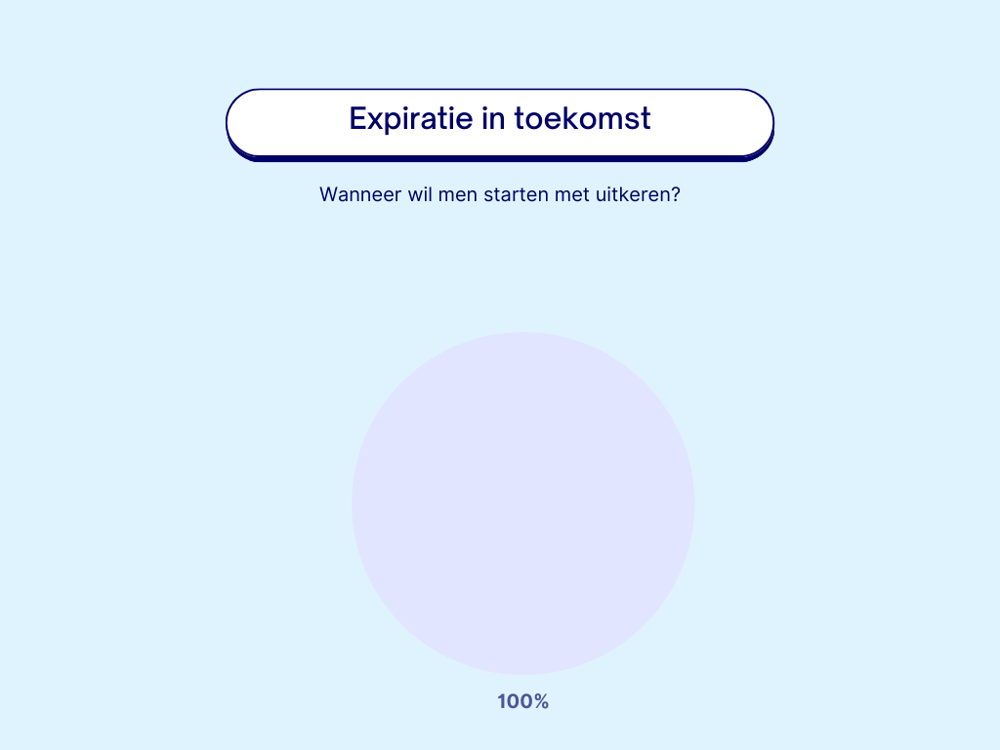 Expiratie in toekomst
Wanneer wil men starten met uitkeren?
100%